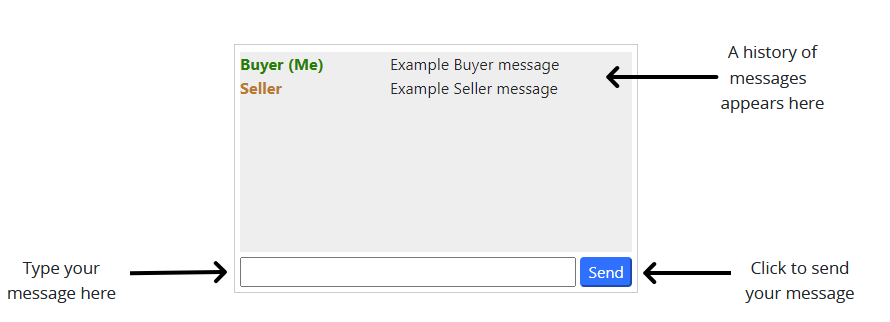 A history of
messages
appears here
Buyer (Me) Example Buyer message
Seller Example Seller message
Type your
message here
Send
Click to send
your message